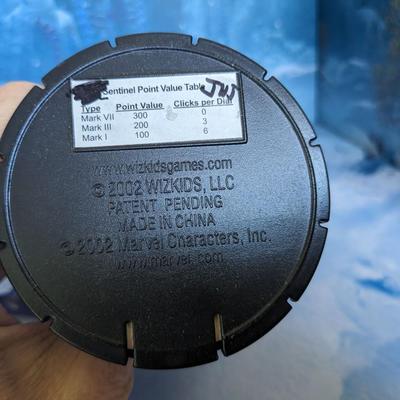 Sentinel Point Value Table JWJ
Type Point Value Clicks per Dial
Mark VII 300 0
Mark III 200 3
Mark I 100 6
www.wizkidsgames.com
© 2002 WIZKIDS, LLC
PATENT PENDING
MADE IN CHINA
© 2002 Marvel Characters, Inc.
www.marvel.com